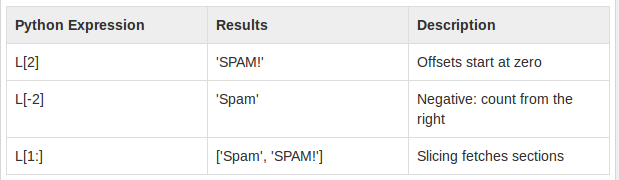 Python Expression Results Description
L[2] 'SPAM!' Offsets start at zero
L[-2] 'Spam' Negative: count from the
right
L[1:] ['Spam', 'SPAM!'] Slicing fetches sections